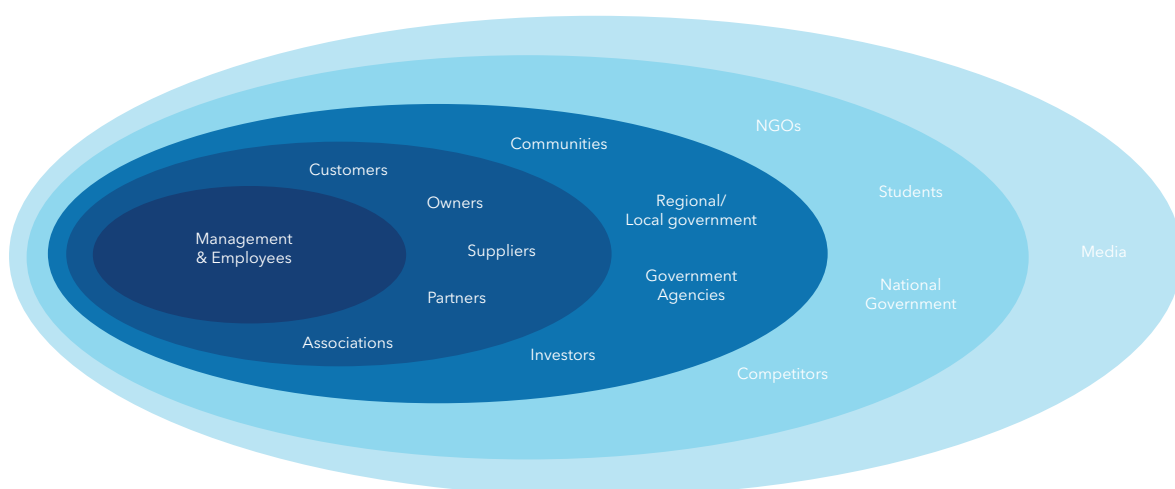 NGOs
Communities
Customers
Students
Owners
Regional/
Local government
Management
& Employees
Suppliers
Media
Government
Agencies
National
Government
Partners
Associations
Investors
Competitors